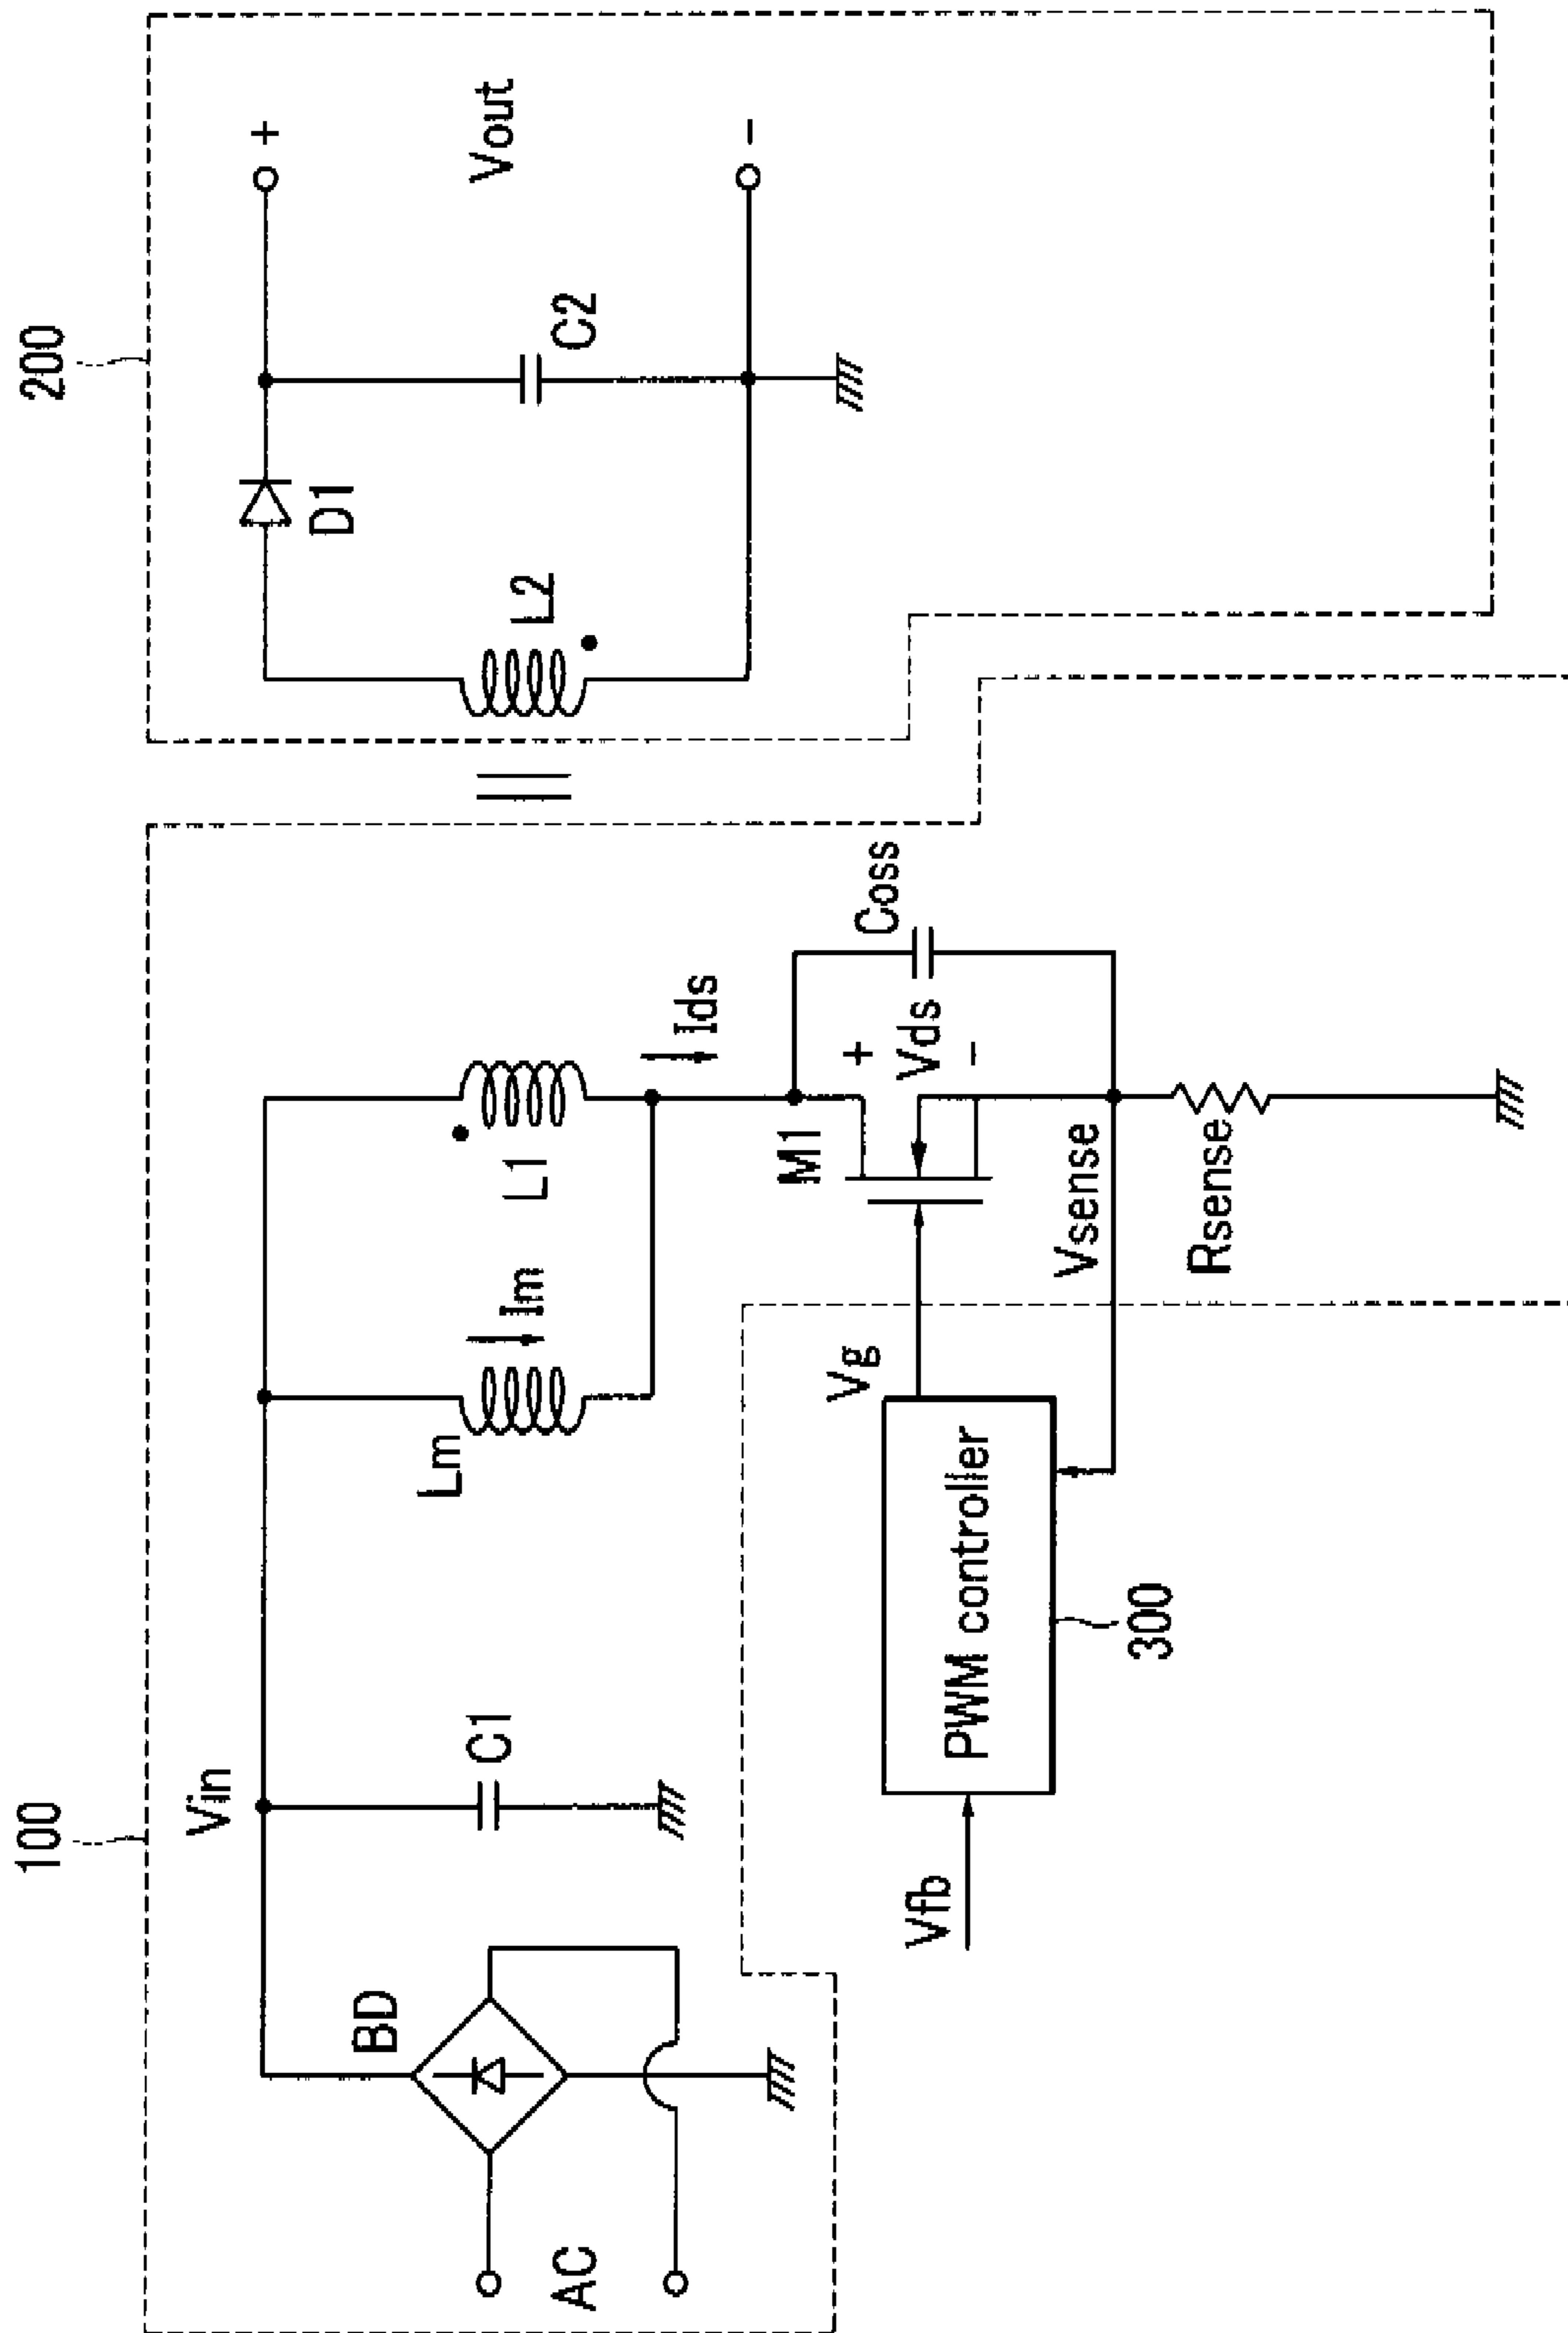 100
200
Vin
BD
AC
C1
Lm
Im
L1
Ids
M1
+
Vds
-
Coss
Vsense
Rsense
Vg
PWM controller
300
Vfb
L2
D1
C2
+
Vout
-